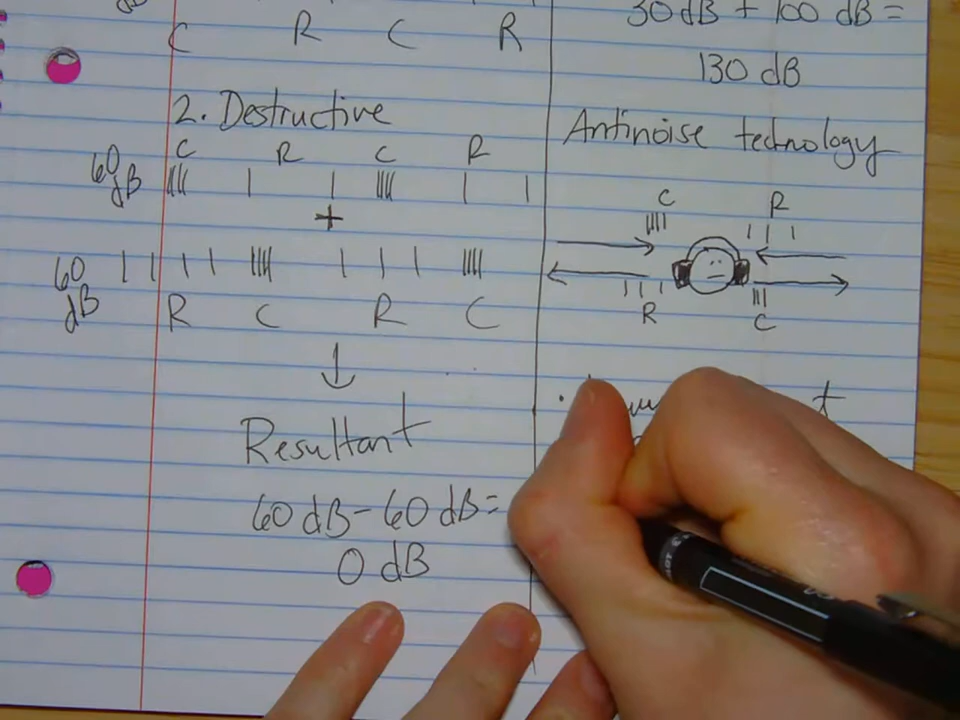 dB
C R C R
2. Destructive
C R C R
60
dB
+
60
dB
R C R C
Resultant
60 dB - 60 dB =
0 dB
30 dB + 100 dB =
130 dB
Antinoise technology
C
R
R
C